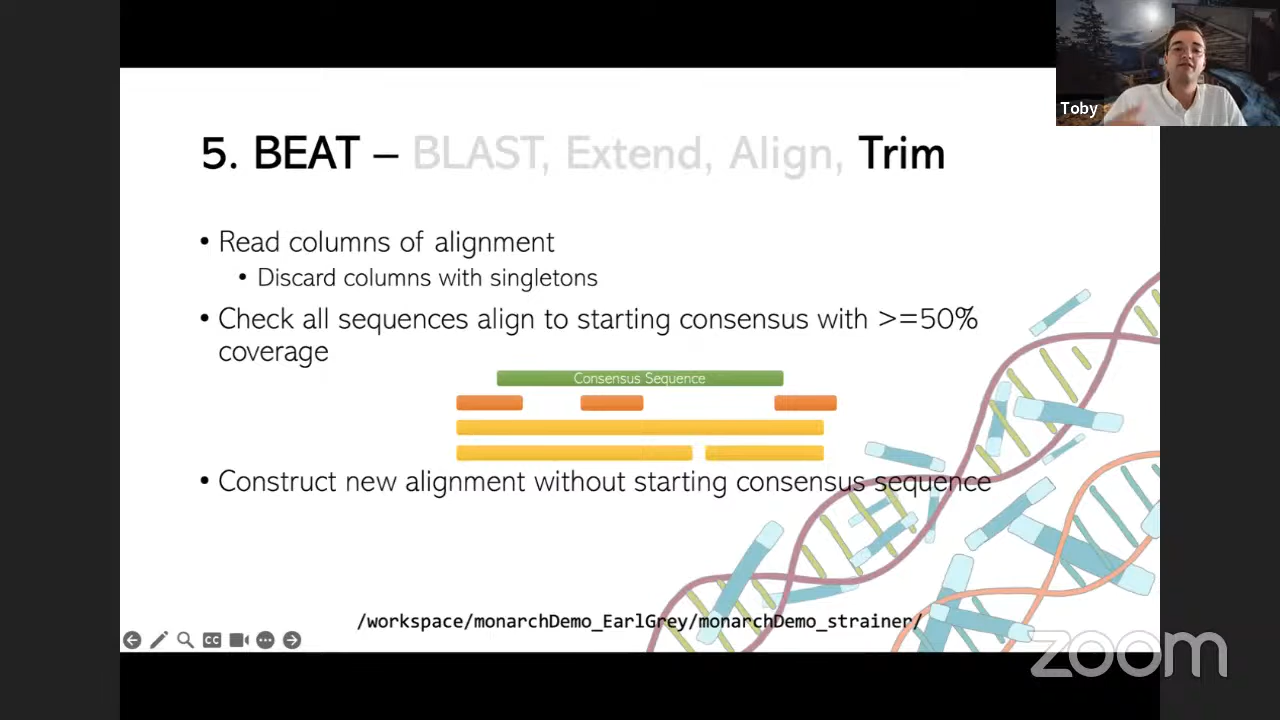 Toby
5. BEAT – BLAST, Extend, Align, Trim
• Read columns of alignment
• Discard columns with singletons
• Check all sequences align to starting consensus with >=50%
coverage
Consensus Sequence
• Construct new alignment without starting consensus sequence
/workspace/monarchDemo_EarlGrey/monarchDemo_strainer/
CC
zoom